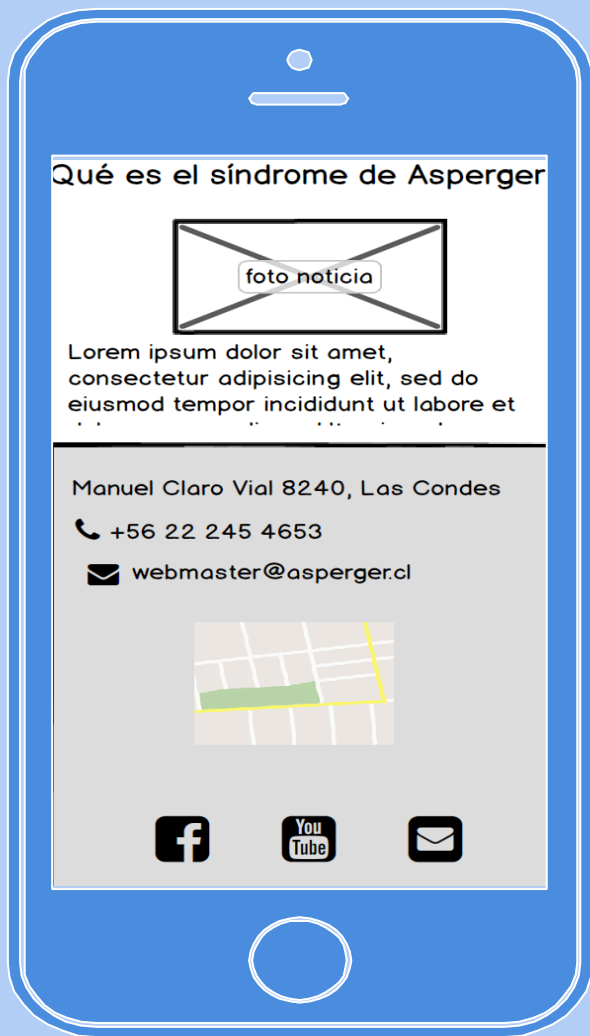 Qué es el síndrome de Asperger
foto noticia
Lorem ipsum dolor sit amet,
consectetur adipisicing elit, sed do
eiusmod tempor incididunt ut labore et
Manuel Claro Vial 8240, Las Condes
+56 22 245 4653
webmaster@asperger.cl
You
Tube